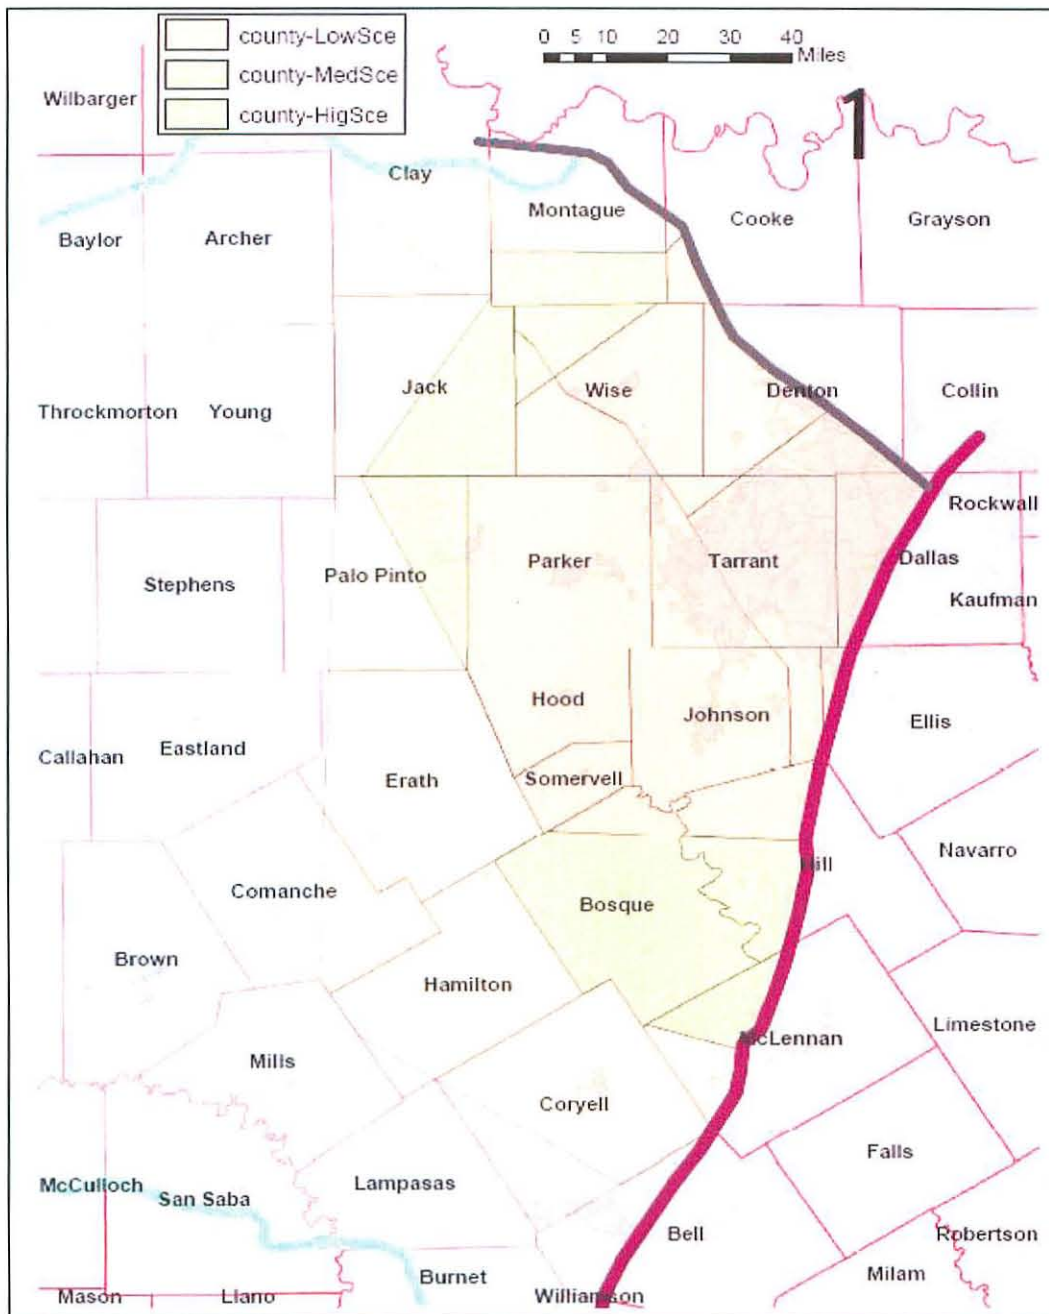 county-LowSce
county-MedSce
county-HigSce
0 5 10 20 30 40
Miles
1
Wilbarger
Clay
Montague
Cooke
Grayson
Baylor
Archer
Jack
Wise
Denton
Collin
Throckmorton
Young
Rockwall
Stephens
Palo Pinto
Parker
Tarrant
Dallas
Kaufman
Hood
Johnson
Ellis
Callahan
Eastland
Erath
Somervell
Navarro
Hill
Comanche
Bosque
Brown
Hamilton
Limestone
McLennan
Mills
Coryell
Falls
McCulloch
San Saba
Lampasas
Bell
Robertson
Burnet
Milam
Mason
Llano
Williamson